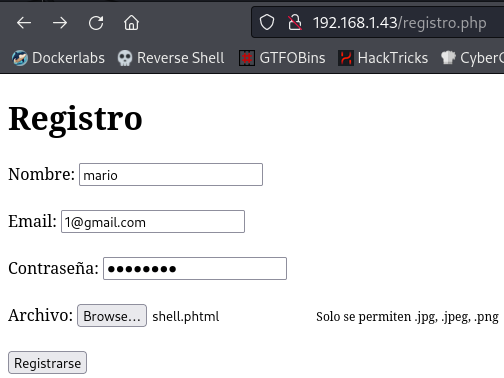 192.168.1.43/registro.php
Dockerlabs Reverse Shell GTFOBins HackTricks CyberC
Registro
Nombre: mario
Email: 1@gmail.com
Contraseña: ●●●●●●●●
Archivo: Browse... shell.phtml Solo se permiten .jpg, .jpeg, .png
Registrarse